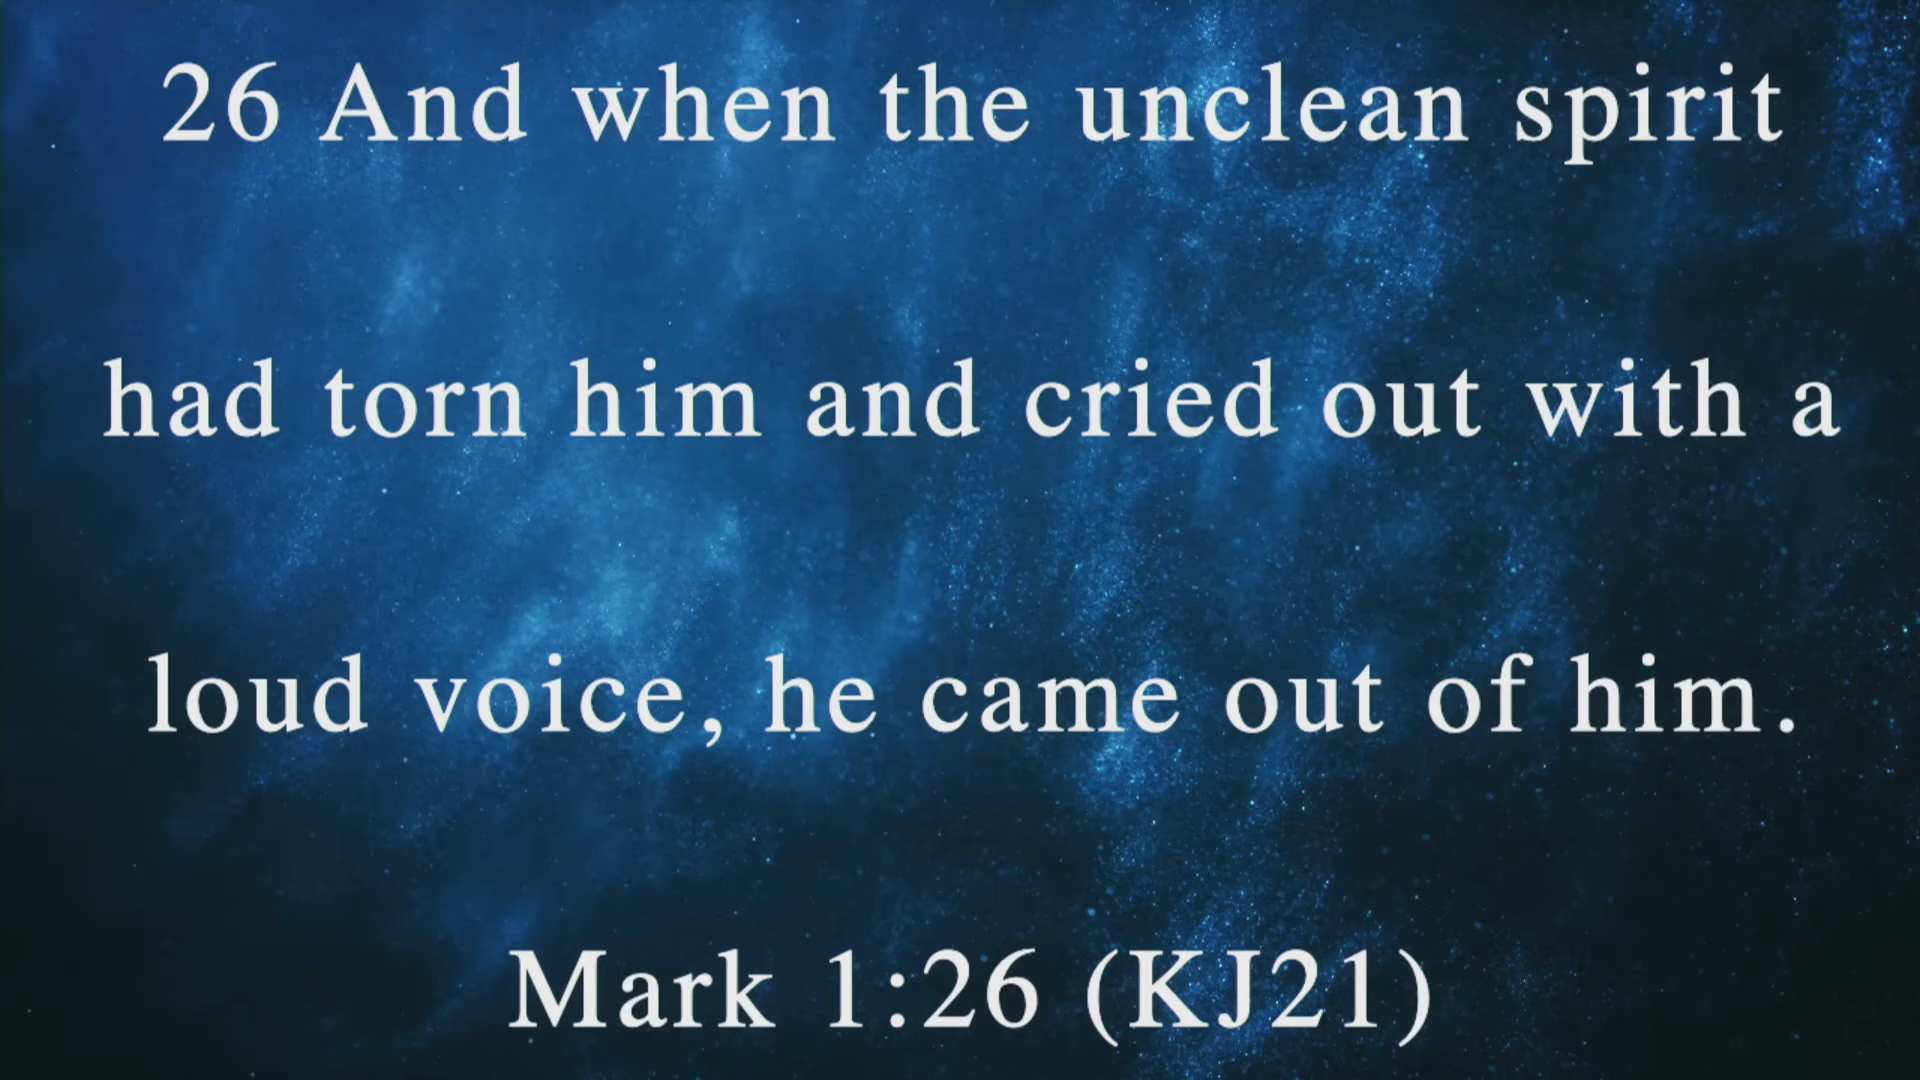 26 And when the unclean spirit
had torn him and cried out with a
loud voice, he came out of him.
Mark 1:26 (KJ21)